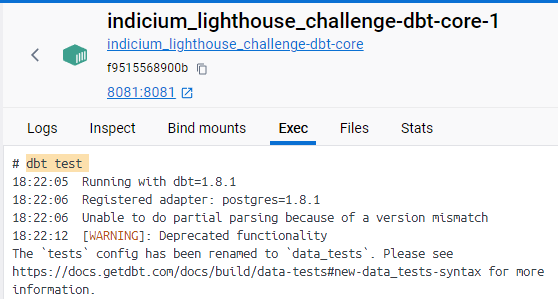 indicium_lighthouse_challenge-dbt-core-1
indicium_lighthouse_challenge-dbt-core
f9515568900b
8081:8081
Logs Inspect Bind mounts Exec Files Stats
# dbt test
18:22:05 Running with dbt=1.8.1
18:22:06 Registered adapter: postgres=1.8.1
18:22:06 Unable to do partial parsing because of a version mismatch
18:22:12 [WARNING]: Deprecated functionality
The `tests` config has been renamed to `data_tests`. Please see
https://docs.getdbt.com/docs/build/data-tests#new-data_tests-syntax for more
information.